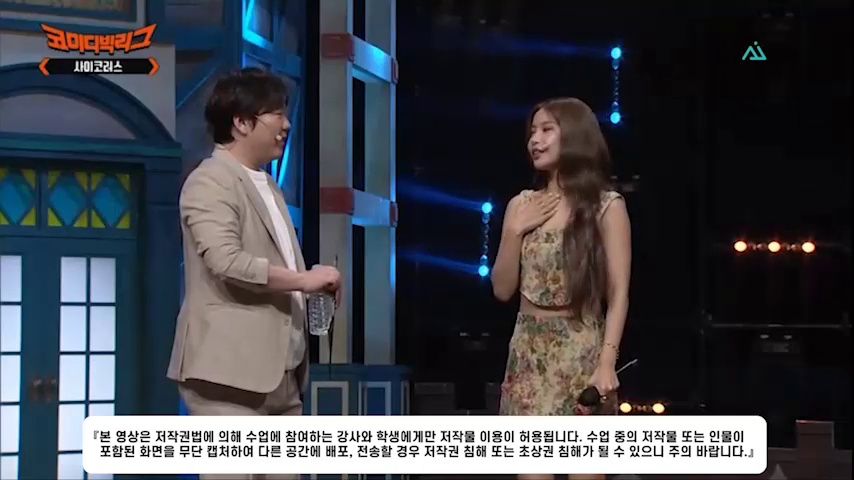 코미디빅리그
사이코러스
『본 영상은 저작권법에 의해 수업에 참여하는 강사와 학생에게만 저작물 이용이 허용됩니다. 수업 중의 저작물 또는 인물이
포함된 화면을 무단 캡처하여 다른 공간에 배포, 전송할 경우 저작권 침해 또는 초상권 침해가 될 수 있으니 주의 바랍니다.』